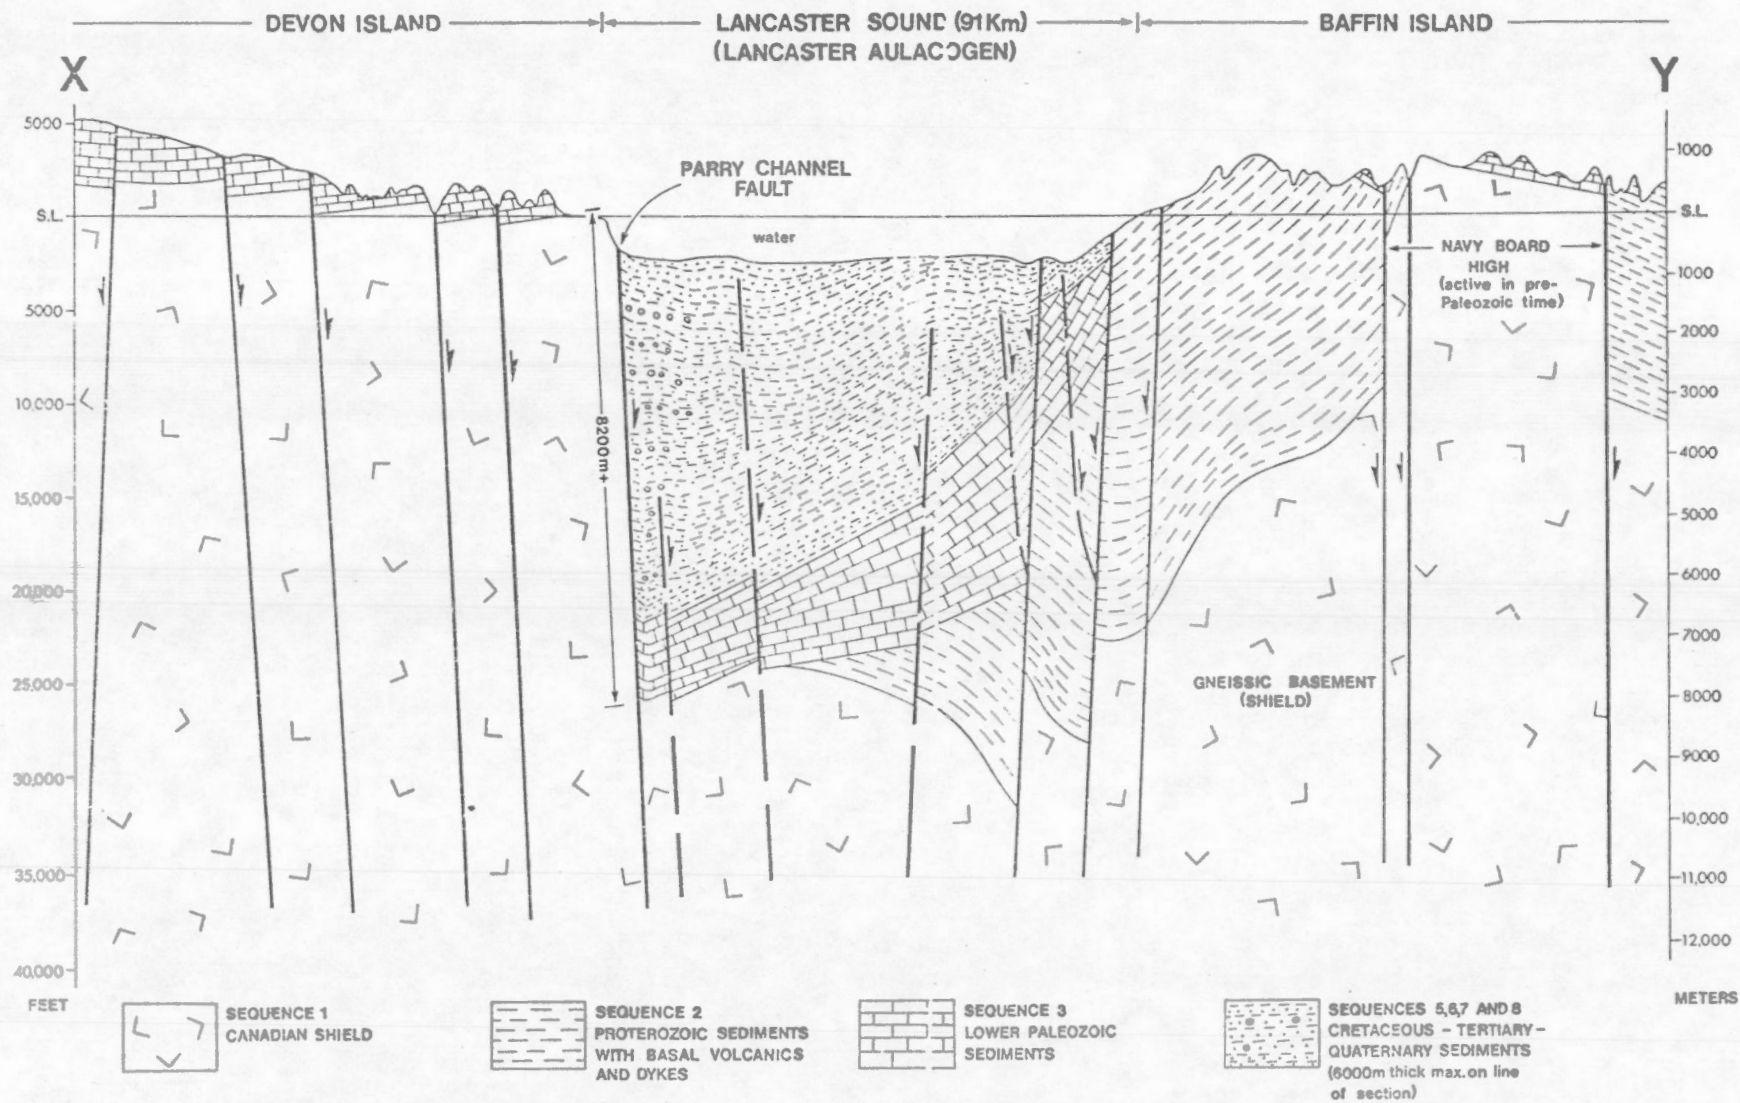 DEVON ISLAND
LANCASTER SOUND (91Km)
(LANCASTER AULACOGEN)
BAFFIN ISLAND
X
Y
PARRY CHANNEL
FAULT
water
8200m+
NAVY BOARD
HIGH
(active in pre-
Paleozoic time)
GNEISSIC BASEMENT
(SHIELD)
5000
S.L.
5000
10,000
15,000
20,000
25,000
30,000
35,000
40,000
FEET
1000
S.L.
1000
2000
3000
4000
5000
6000
7000
8000
9000
10,000
11,000
12,000
METERS
SEQUENCE 1
CANADIAN SHIELD
SEQUENCE 2
PROTEROZOIC SEDIMENTS
WITH BASAL VOLCANICS
AND DYKES
SEQUENCE 3
LOWER PALEOZOIC
SEDIMENTS
SEQUENCES 5,6,7 AND 8
CRETACEOUS - TERTIARY -
QUATERNARY SEDIMENTS
(6000m thick max. on line
of section)